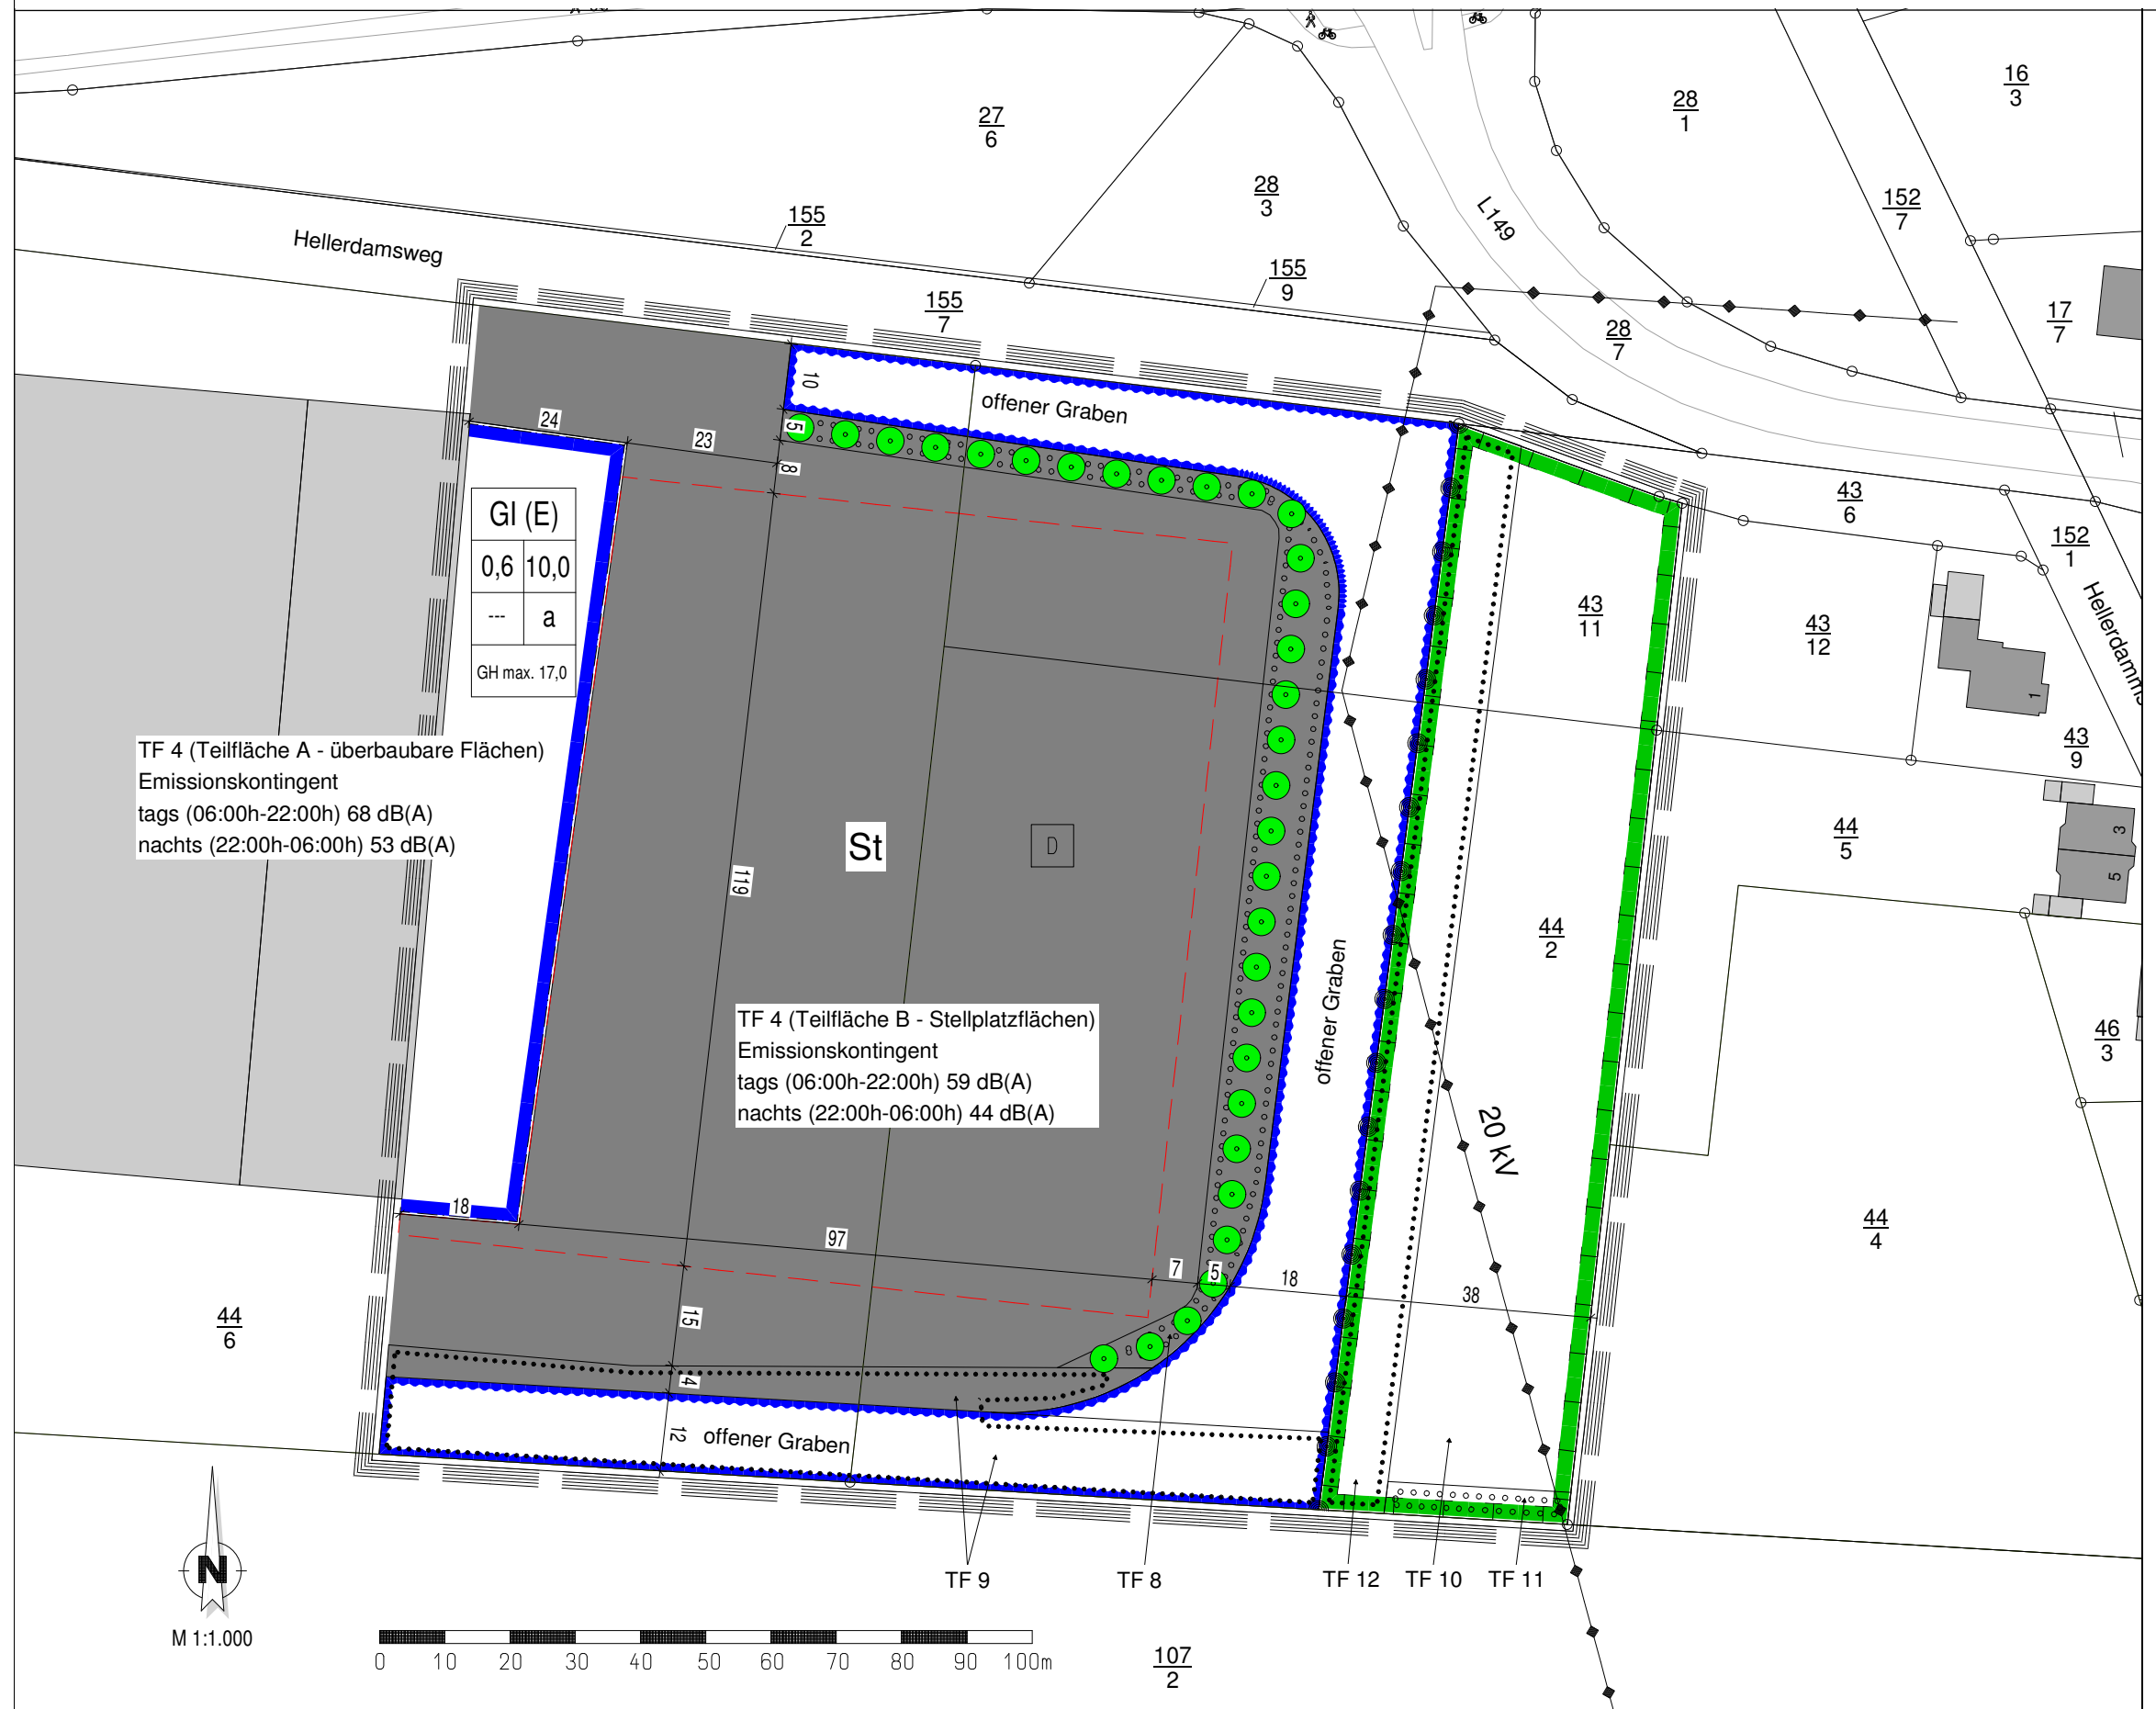 27
6
28
1
16
3
28
3
152
7
155
2
L149
Hellerdamsweg
155
9
155
7
28
7
17
7
10
offener Graben
5
24
23
8
GI (E)
0,6 10,0
--- a
GH max. 17,0
43
6
152
1
43
11
43
12
1
43
9
TF 4 (Teilfläche A - überbaubare Flächen)
Emissionskontingent
tags (06:00h-22:00h) 68 dB(A)
nachts (22:00h-06:00h) 53 dB(A)
St
D
119
44
5
3
5
44
2
offener Graben
TF 4 (Teilfläche B - Stellplatzflächen)
Emissionskontingent
tags (06:00h-22:00h) 59 dB(A)
nachts (22:00h-06:00h) 44 dB(A)
46
3
20 kV
18
97
7
5
18
38
44
4
44
6
15
4
12
offener Graben
TF 9
TF 8
TF 12
TF 10
TF 11
N
M 1:1.000
0 10 20 30 40 50 60 70 80 90 100m
107
2